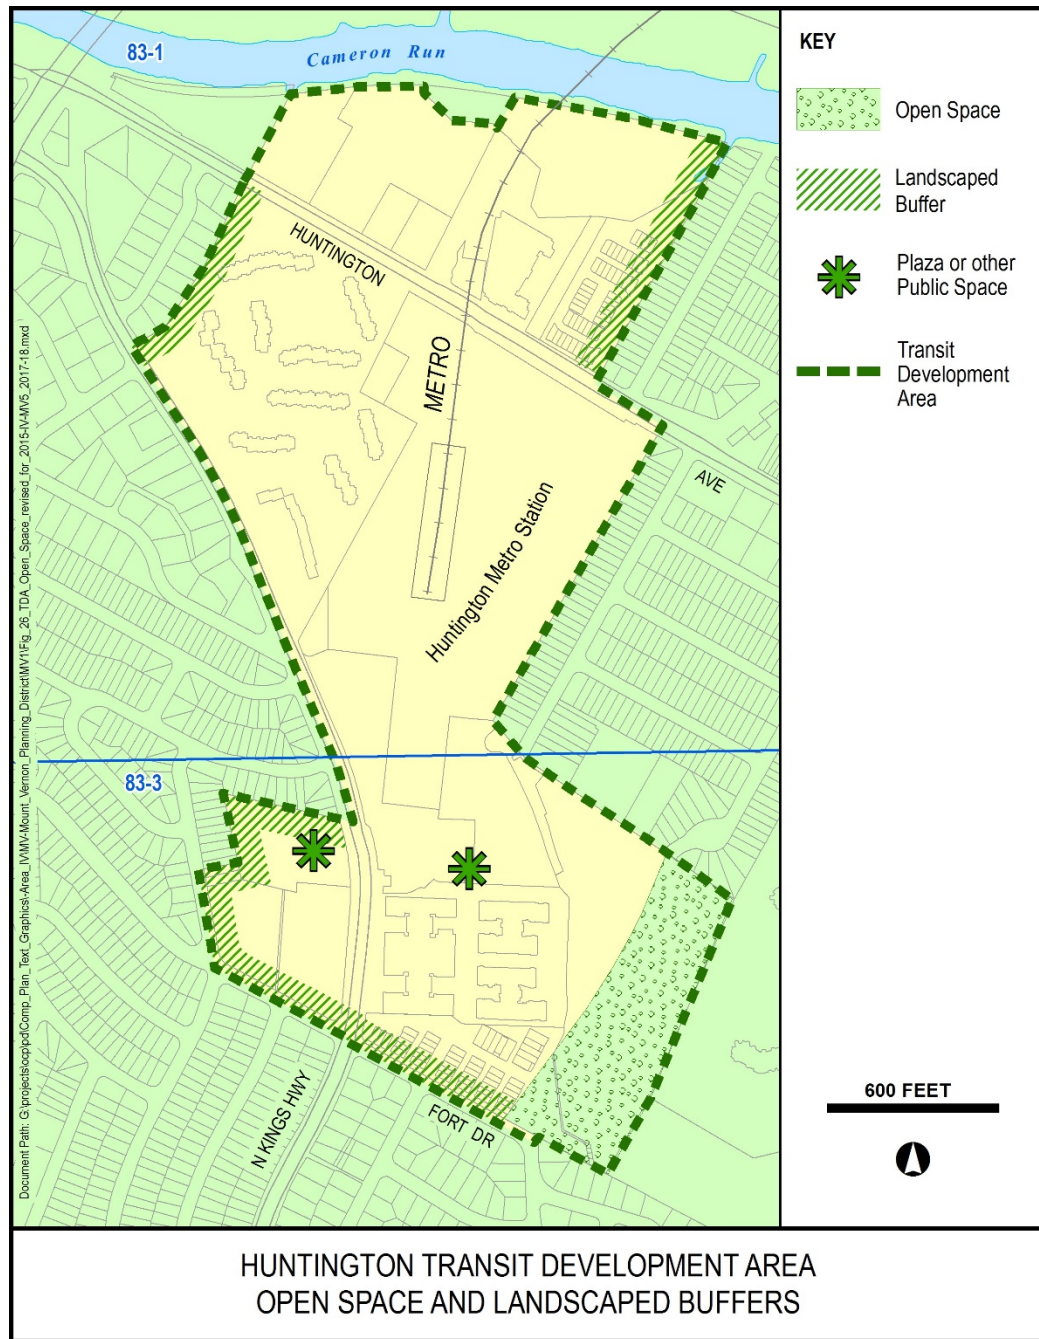 83-1
Cameron Run
HUNTINGTON
METRO
AVE
Huntington Metro Station
83-3
N KINGS HWY
FORT DR
Document Path: G:\projects\ocp\pd\Comp_Plan_Text_Graphics\-Area_IV\MV-Mount_Vernon_Planning_District\MV1\Fig_26_TDA_Open_Space_revised_for_2015-IV-MV5_2017-18.mxd
KEY
Open Space
Landscaped
Buffer
Plaza or other
Public Space
Transit
Development
Area
600 FEET
HUNTINGTON TRANSIT DEVELOPMENT AREA
OPEN SPACE AND LANDSCAPED BUFFERS